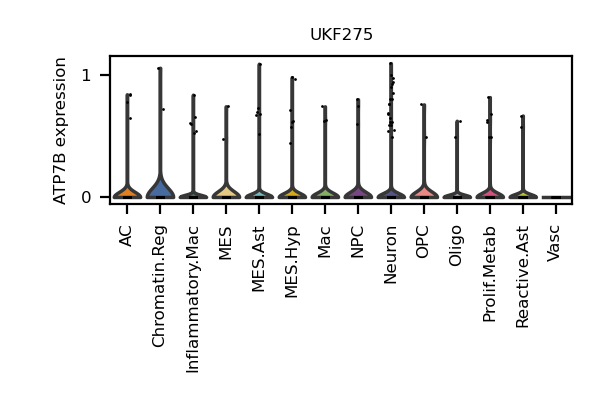 UKF275
ATP7B expression
1
0
AC
Chromatin.Reg
Inflammatory.Mac
MES
MES.Ast
MES.Hyp
Mac
NPC
Neuron
OPC
Oligo
Prolif.Metab
Reactive.Ast
Vasc